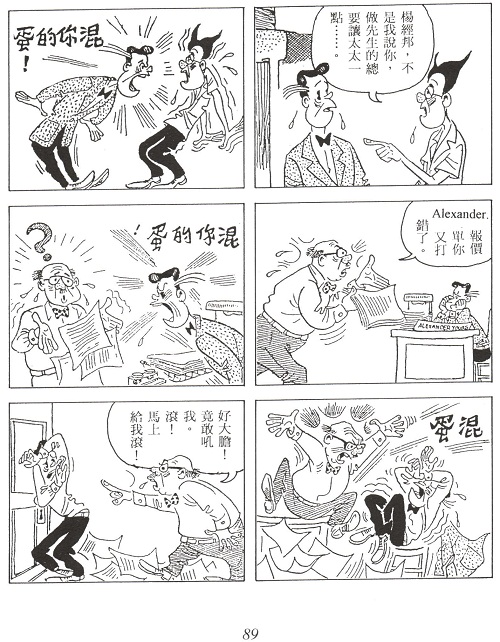 楊經邦，不
是我說你，
做先生的總
要讓太太一
點……。
混你的蛋！
Alexander.
報價
單你
又打
錯了。
ALEXANDER YOUNG
混你的蛋！
?
混蛋
好大膽！
竟敢吼
我。
滾！
馬上
給我滾！
89